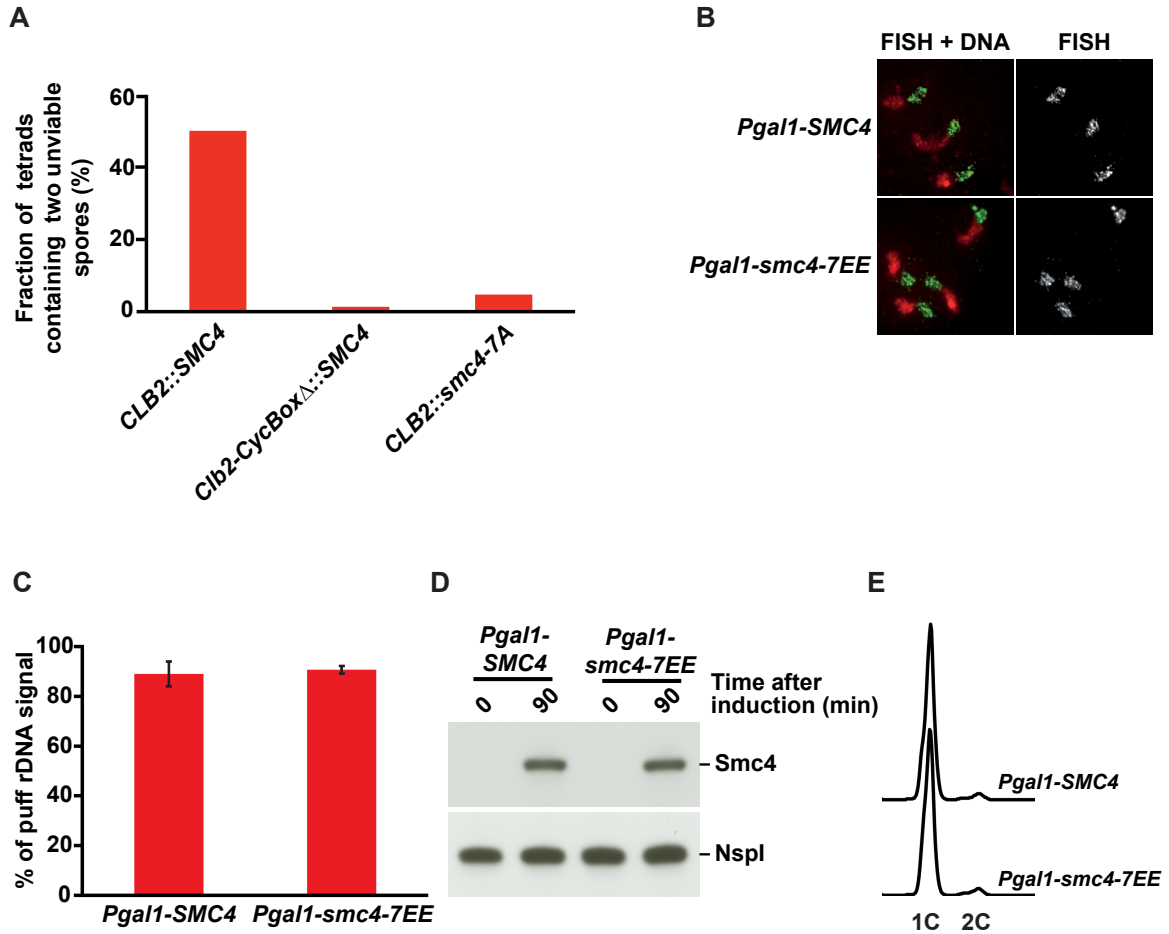 A
Fraction of tetrads
containing two unviable
spores (%)
60
40
20
0
CLB2::SMC4
Clb2-CycBoxΔ::SMC4
CLB2::smc4-7A
B
FISH + DNA
FISH
Pgal1-SMC4
Pgal1-smc4-7EE
C
% of puff rDNA signal
100
80
60
40
20
0
Pgal1-SMC4
Pgal1-smc4-7EE
D
Pgal1-
SMC4
Pgal1-
smc4-7EE
0
90
0
90
Time after
induction (min)
Smc4
NspI
E
Pgal1-SMC4
Pgal1-smc4-7EE
1C
2C